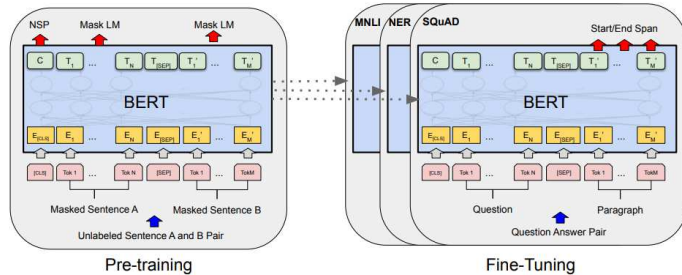 NSP Mask LM Mask LM
C T1 ... TN T[SEP] T1' ... TM'
BERT
E[CLS] E1 ... EN E[SEP] E1' ... EM'
[CLS] Tok 1 ... Tok N [SEP] Tok 1 ... TokM
Masked Sentence A Masked Sentence B
Unlabeled Sentence A and B Pair
Pre-training
MNLI NER SQuAD
Start/End Span
C T1 ... TN T[SEP] T1' ... TM'
BERT
E[CLS] E1 ... EN E[SEP] E1' ... EM'
[CLS] Tok 1 ... Tok N [SEP] Tok 1 ... TokM
Question Paragraph
Question Answer Pair
Fine-Tuning